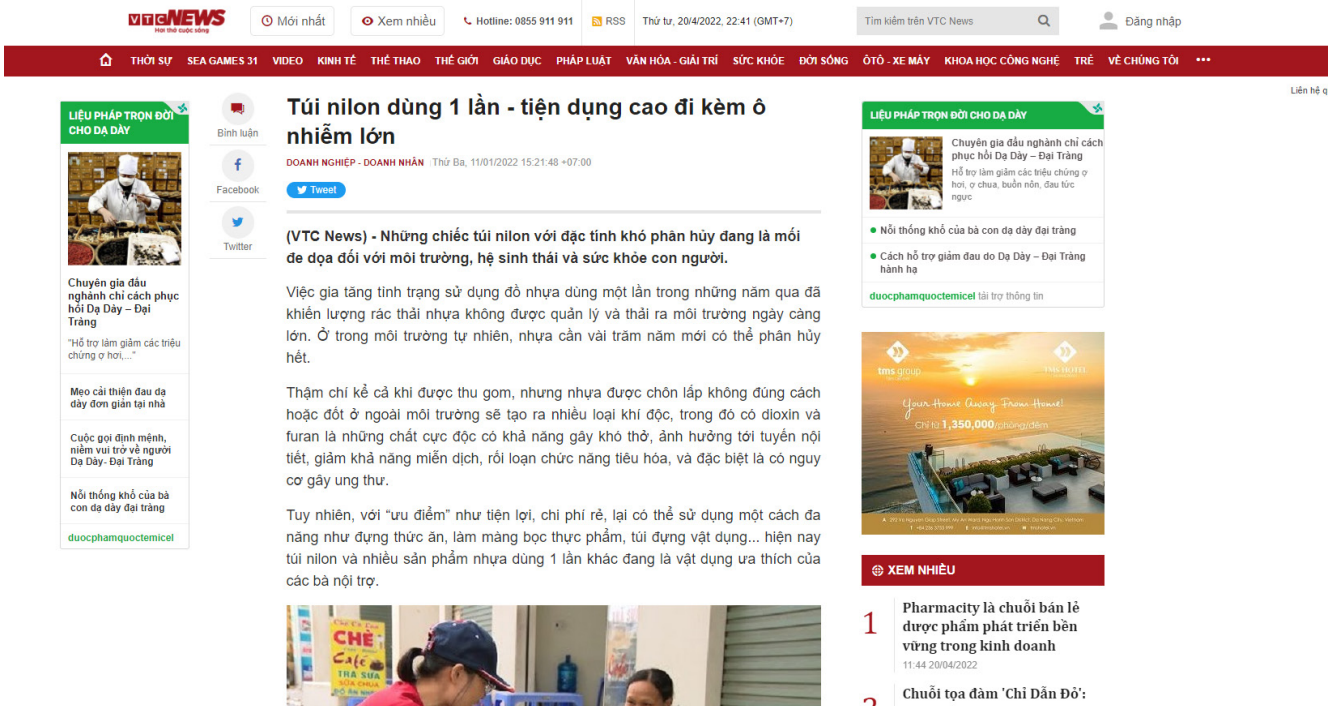 VTC NEWS
Hơi thở cuộc sống
Mới nhất
Xem nhiều
Hotline: 0855 911 911
RSS
Thứ tư, 20/4/2022, 22:41 (GMT+7)
Tìm kiếm trên VTC News
Đăng nhập
THỜI SỰ SEA GAMES 31 VIDEO KINH TẾ THỂ THAO THẾ GIỚI GIÁO DỤC PHÁP LUẬT VĂN HÓA - GIẢI TRÍ SỨC KHỎE ĐỜI SỐNG ÔTÔ - XE MÁY KHOA HỌC CÔNG NGHỆ TRẺ VỀ CHÚNG TÔI •••
Liên hệ q
LIỆU PHÁP TRỌN ĐỜI
CHO DẠ DÀY
Chuyên gia đầu
nghành chỉ cách phục
hồi Dạ Dày – Đại
Tràng
"Hỗ trợ làm giảm các triệu
chứng ợ hơi,..."
Mẹo cải thiện đau dạ
dày đơn giản tại nhà
Cuộc gọi định mệnh,
niềm vui trở về người
Dạ Dày- Đại Tràng
Nỗi thống khổ của bà
con dạ dày đại tràng
duocphamquoctemicel
Bình luận
Facebook
Twitter
Túi nilon dùng 1 lần - tiện dụng cao đi kèm ô
nhiễm lớn
DOANH NGHIỆP - DOANH NHÂN Thứ Ba, 11/01/2022 15:21:48 +07:00
Tweet
(VTC News) - Những chiếc túi nilon với đặc tính khó phân hủy đang là mối
đe dọa đối với môi trường, hệ sinh thái và sức khỏe con người.
Việc gia tăng tình trạng sử dụng đồ nhựa dùng một lần trong những năm qua đã
khiến lượng rác thải nhựa không được quản lý và thải ra môi trường ngày càng
lớn. Ở trong môi trường tự nhiên, nhựa cần vài trăm năm mới có thể phân hủy
hết.
Thậm chí kể cả khi được thu gom, nhưng nhựa được chôn lấp không đúng cách
hoặc đốt ở ngoài môi trường sẽ tạo ra nhiều loại khí độc, trong đó có dioxin và
furan là những chất cực độc có khả năng gây khó thở, ảnh hưởng tới tuyến nội
tiết, giảm khả năng miễn dịch, rối loạn chức năng tiêu hóa, và đặc biệt là có nguy
cơ gây ung thư.
Tuy nhiên, với “ưu điểm” như tiện lợi, chi phí rẻ, lại có thể sử dụng một cách đa
năng như đựng thức ăn, làm màng bọc thực phẩm, túi đựng vật dụng... hiện nay
túi nilon và nhiều sản phẩm nhựa dùng 1 lần khác đang là vật dụng ưa thích của
các bà nội trợ.
CHÈ
Café
TRÀ SỮA
SỮA CHUA
LIỆU PHÁP TRỌN ĐỜI CHO DẠ DÀY
Chuyên gia đầu nghành chỉ cách
phục hồi Dạ Dày – Đại Tràng
Hỗ trợ làm giảm các triệu chứng ợ
hơi, ợ chua, buồn nôn, đau tức
ngực
Nỗi thống khổ của bà con dạ dày đại tràng
Cách hỗ trợ giảm đau do Dạ Dày – Đại Tràng
hành hạ
duocphamquoctemicel tài trợ thông tin
tms group
TMS HOTEL
Your Home Away From Home!
Chỉ từ 1,350,000/phòng/đêm
XEM NHIỀU
1
Pharmacity là chuỗi bán lẻ
dược phẩm phát triển bền
vững trong kinh doanh
11:44 20/04/2022
Chuỗi tọa đàm 'Chỉ Dẫn Đỏ':